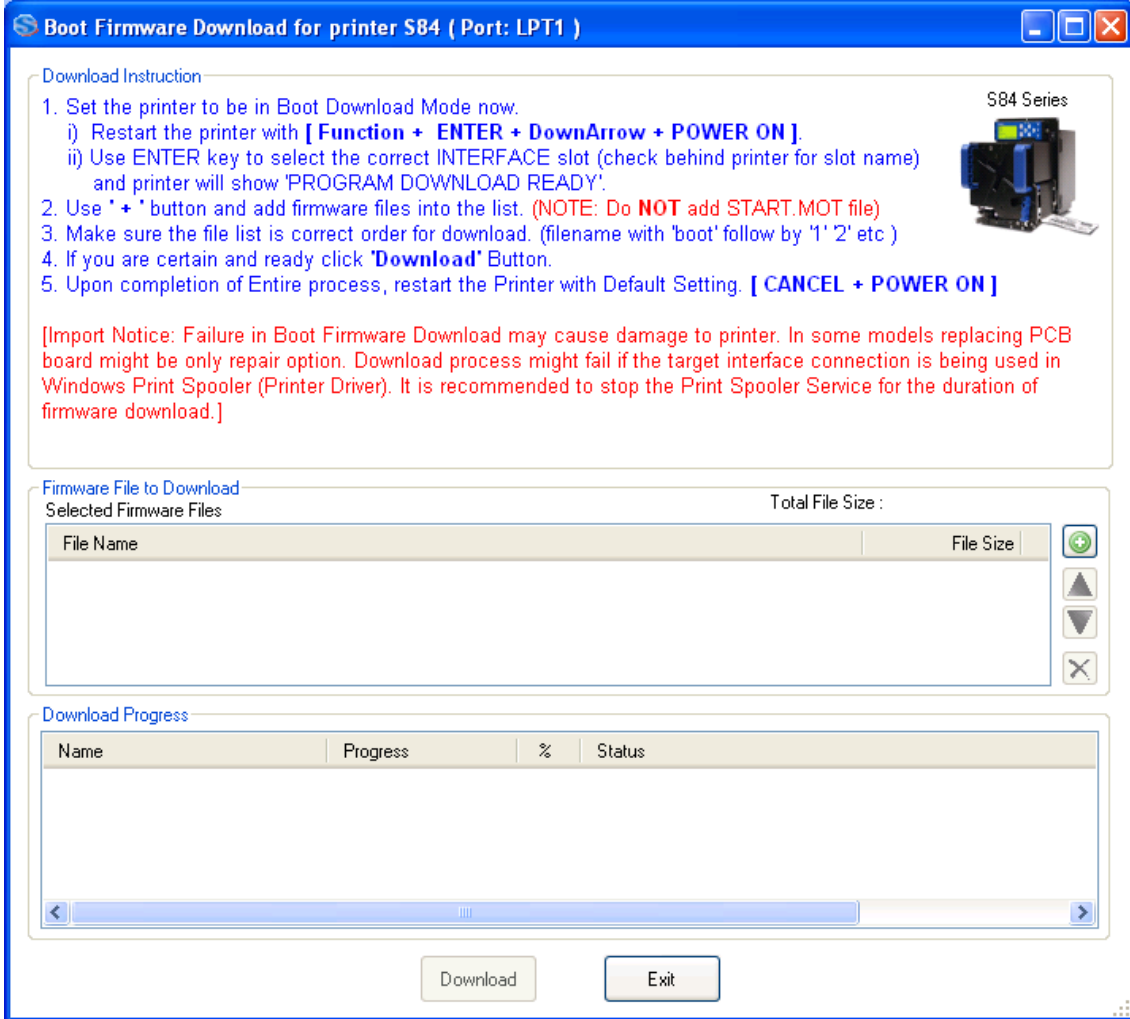 Boot Firmware Download for printer S84 ( Port: LPT1 )
Download Instruction
S84 Series
1. Set the printer to be in Boot Download Mode now.
i) Restart the printer with [ Function + ENTER + DownArrow + POWER ON ].
ii) Use ENTER key to select the correct INTERFACE slot (check behind printer for slot name)
and printer will show 'PROGRAM DOWNLOAD READY'.
2. Use " + " button and add firmware files into the list. (NOTE: Do NOT add START.MOT file)
3. Make sure the file list is correct order for download. (filename with 'boot' follow by '1' '2' etc )
4. If you are certain and ready click "Download" Button.
5. Upon completion of Entire process, restart the Printer with Default Setting. [ CANCEL + POWER ON ]
[Import Notice: Failure in Boot Firmware Download may cause damage to printer. In some models replacing PCB
board might be only repair option. Download process might fail if the target interface connection is being used in
Windows Print Spooler (Printer Driver). It is recommended to stop the Print Spooler Service for the duration of
firmware download.]
Firmware File to Download
Selected Firmware Files
Total File Size :
File Name
File Size
Download Progress
Name
Progress
%
Status
Download
Exit